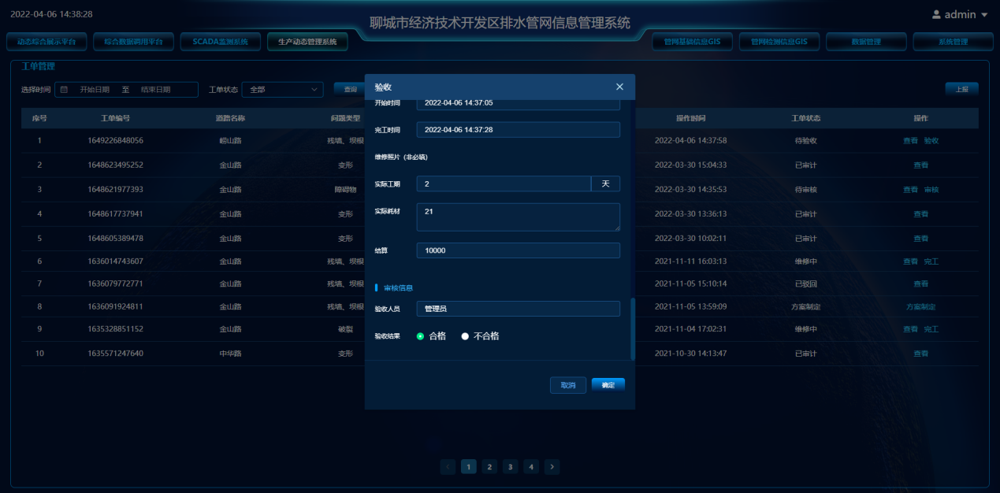 2022-04-06 14:38:28
聊城市经济技术开发区排水管网信息管理系统
admin
动态综合展示平台 综合数据调用平台 SCADA监测系统 生产动态管理系统 管网基础信息GIS 管网检测信息GIS 数据管理 系统管理
工单管理
选择时间 开始日期 至 结束日期 工单状态 全部 查询 上报
验收
序号 工单编号 道路名称 问题类型 操作时间 工单状态 操作
1 1649226848056 崂山路 残墙、坝根 2022-04-06 14:37:58 待验收 查看 验收
2 1648623495252 金山路 变形 2022-03-30 15:04:33 已审计 查看
3 1648621977393 金山路 障碍物 2022-03-30 14:35:53 待审核 查看 审核
4 1648617737941 金山路 变形 2022-03-30 13:36:13 已审计 查看
5 1648605389478 金山路 变形 2022-03-30 10:02:11 已审计 查看
6 1636014743607 金山路 残墙、坝根 2021-11-11 16:03:13 维修中 查看 完工
7 1636079772771 金山路 残墙、坝根 2021-11-05 15:10:14 已驳回 查看
8 1636091924811 金山路 残墙、坝根 2021-11-05 13:59:09 方案制定 方案制定
9 1635328851152 金山路 破裂 2021-11-04 17:02:31 维修中 查看 完工
10 1635571247640 中华路 变形 2021-10-30 14:13:47 已审计 查看
开始时间 2022-04-06 14:37:05
完工时间 2022-04-06 14:37:28
维修照片（非必填）
实际工期 2 天
实际耗材 21
结算 10000
审核信息
验收人员 管理员
验收结果 合格 不合格
取消 确定
1 2 3 4